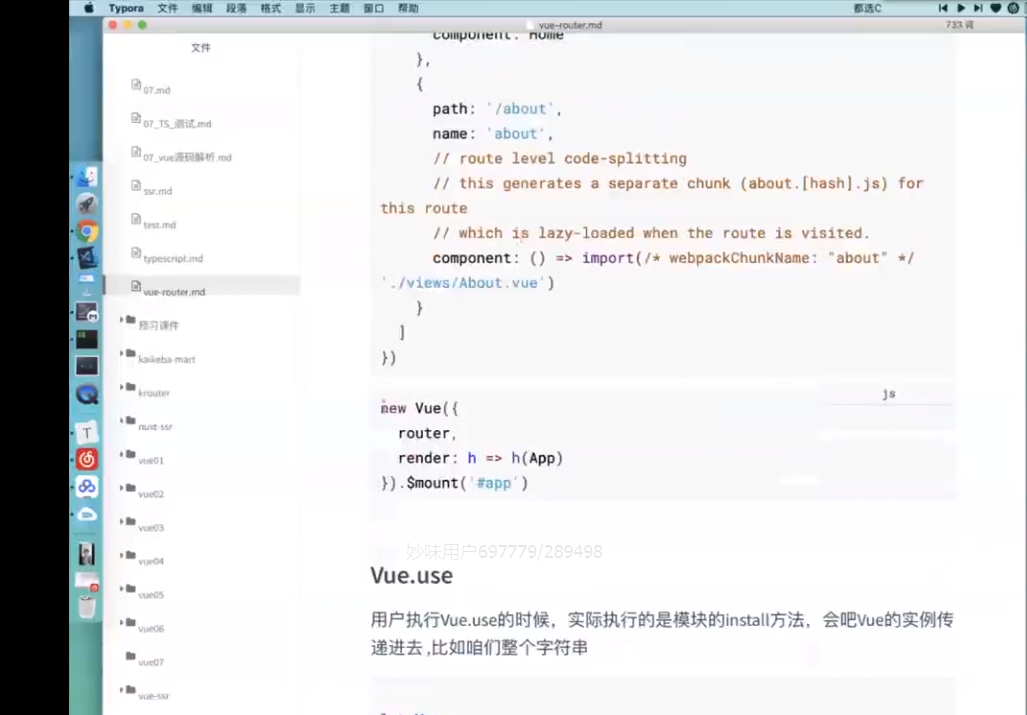 Typora 文件 编辑 段落 格式 显示 主题 窗口 帮助
都选C
vue-router.md
733 词
文件
07.md
07_TS_测试.md
07_vue源码解析.md
ssr.md
test.md
typescript.md
vue-router.md
预习课件
kaikeba-mart
krouter
nust-ssr
vue01
vue02
vue03
vue04
vue05
vue06
vue07
vue-ssr
component: Home
},
{
path: '/about',
name: 'about',
// route level code-splitting
// this generates a separate chunk (about.[hash].js) for
this route
// which is lazy-loaded when the route is visited.
component: () => import(/* webpackChunkName: "about" */
'./views/About.vue')
}
]
})
js
new Vue({
router,
render: h => h(App)
}).$mount('#app')
妙味用户697779/289498
Vue.use
用户执行Vue.use的时候，实际执行的是模块的install方法，会吧Vue的实例传
递进去 ,比如咱们整个字符串